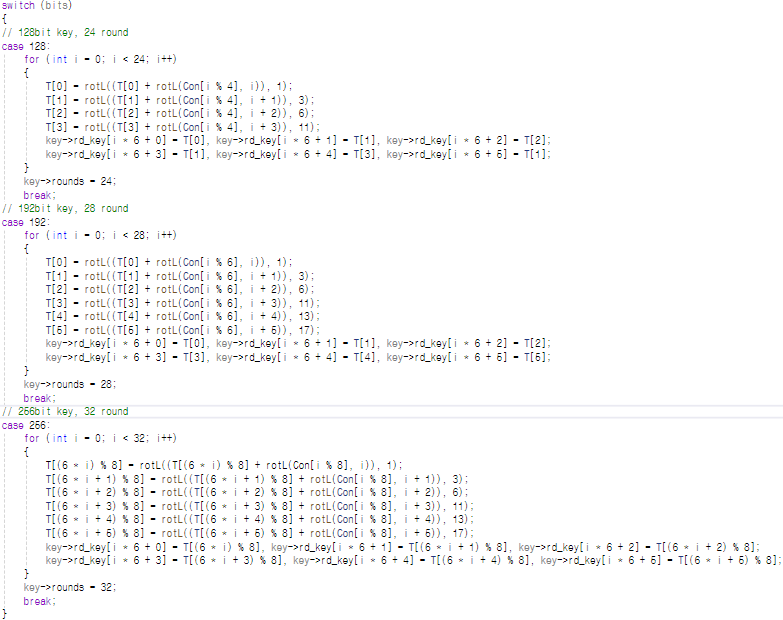 switch (bits)
{
// 128bit key, 24 round
case 128:
for (int i = 0; i < 24; i++)
{
T[0] = rotL((T[0] + rotL(Con[i % 4], i)), 1);
T[1] = rotL((T[1] + rotL(Con[i % 4], i + 1)), 3);
T[2] = rotL((T[2] + rotL(Con[i % 4], i + 2)), 6);
T[3] = rotL((T[3] + rotL(Con[i % 4], i + 3)), 11);
key->rd_key[i * 6 + 0] = T[0], key->rd_key[i * 6 + 1] = T[1], key->rd_key[i * 6 + 2] = T[2];
key->rd_key[i * 6 + 3] = T[1], key->rd_key[i * 6 + 4] = T[3], key->rd_key[i * 6 + 5] = T[1];
}
key->rounds = 24;
break;
// 192bit key, 28 round
case 192:
for (int i = 0; i < 28; i++)
{
T[0] = rotL((T[0] + rotL(Con[i % 6], i)), 1);
T[1] = rotL((T[1] + rotL(Con[i % 6], i + 1)), 3);
T[2] = rotL((T[2] + rotL(Con[i % 6], i + 2)), 6);
T[3] = rotL((T[3] + rotL(Con[i % 6], i + 3)), 11);
T[4] = rotL((T[4] + rotL(Con[i % 6], i + 4)), 13);
T[5] = rotL((T[5] + rotL(Con[i % 6], i + 5)), 17);
key->rd_key[i * 6 + 0] = T[0], key->rd_key[i * 6 + 1] = T[1], key->rd_key[i * 6 + 2] = T[2];
key->rd_key[i * 6 + 3] = T[3], key->rd_key[i * 6 + 4] = T[4], key->rd_key[i * 6 + 5] = T[5];
}
key->rounds = 28;
break;
// 256bit key, 32 round
case 256:
for (int i = 0; i < 32; i++)
{
T[(6 * i) % 8] = rotL((T[(6 * i) % 8] + rotL(Con[i % 8], i)), 1);
T[(6 * i + 1) % 8] = rotL((T[(6 * i + 1) % 8] + rotL(Con[i % 8], i + 1)), 3);
T[(6 * i + 2) % 8] = rotL((T[(6 * i + 2) % 8] + rotL(Con[i % 8], i + 2)), 6);
T[(6 * i + 3) % 8] = rotL((T[(6 * i + 3) % 8] + rotL(Con[i % 8], i + 3)), 11);
T[(6 * i + 4) % 8] = rotL((T[(6 * i + 4) % 8] + rotL(Con[i % 8], i + 4)), 13);
T[(6 * i + 5) % 8] = rotL((T[(6 * i + 5) % 8] + rotL(Con[i % 8], i + 5)), 17);
key->rd_key[i * 6 + 0] = T[(6 * i) % 8], key->rd_key[i * 6 + 1] = T[(6 * i + 1) % 8], key->rd_key[i * 6 + 2] = T[(6 * i + 2) % 8];
key->rd_key[i * 6 + 3] = T[(6 * i + 3) % 8], key->rd_key[i * 6 + 4] = T[(6 * i + 4) % 8], key->rd_key[i * 6 + 5] = T[(6 * i + 5) % 8];
}
key->rounds = 32;
break;
}